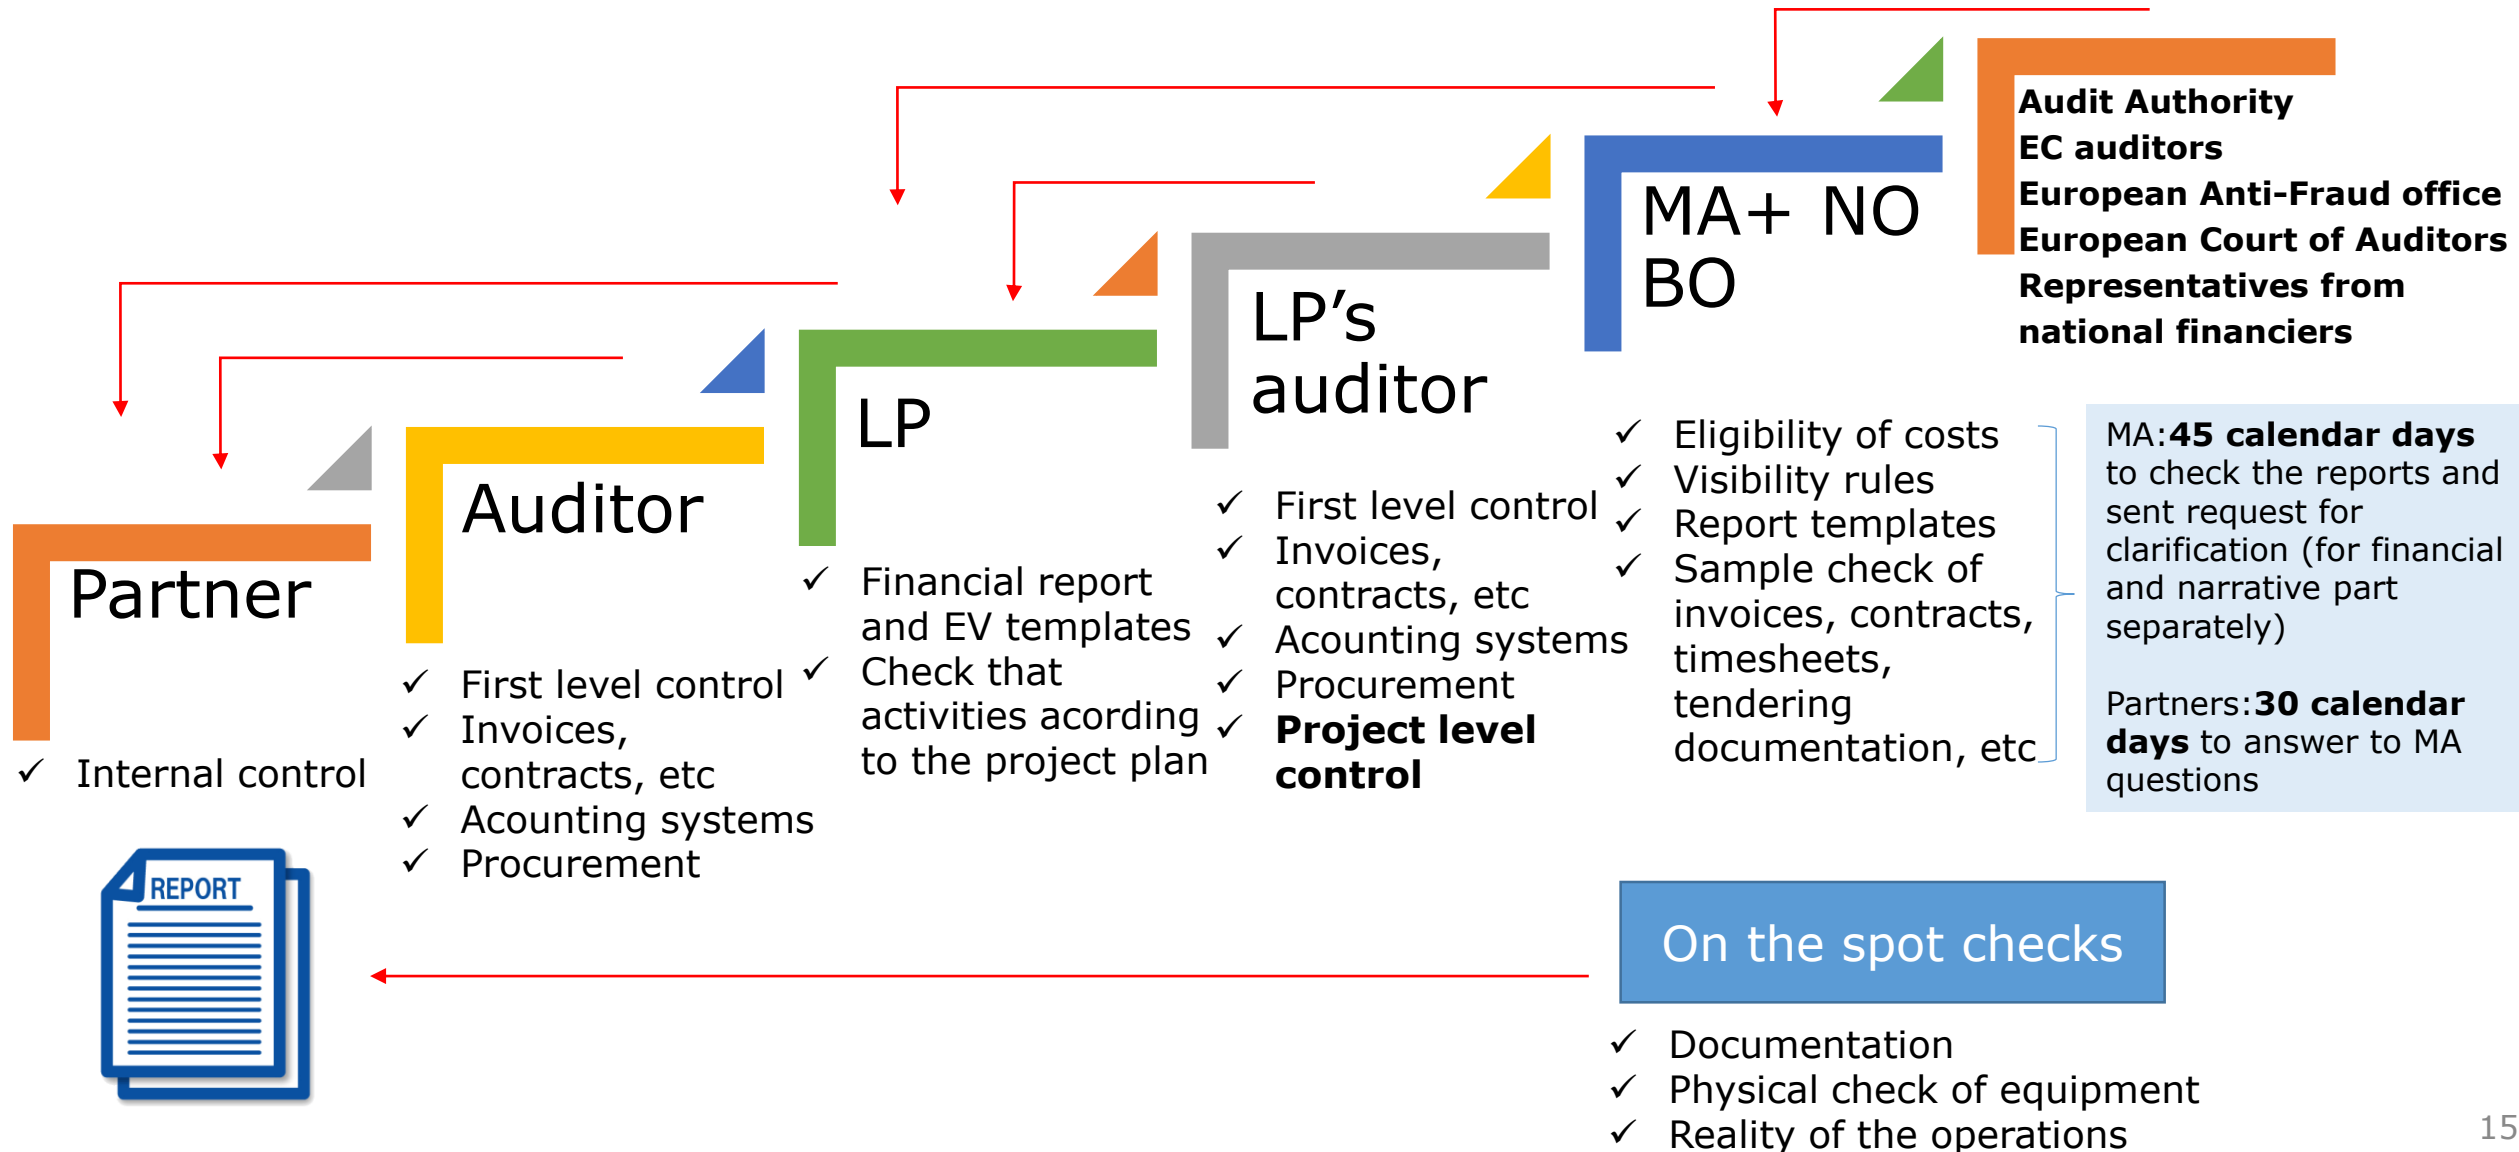 Partner
✓ Internal control
REPORT
Auditor
✓ First level control
✓ Invoices,
contracts, etc
✓ Acounting systems
✓ Procurement
LP
✓ Financial report
and EV templates
✓ Check that
activities acording
to the project plan
LP’s
auditor
✓ First level control
✓ Invoices,
contracts, etc
✓ Acounting systems
✓ Procurement
✓ Project level
control
MA+ NO
BO
✓ Eligibility of costs
✓ Visibility rules
✓ Report templates
✓ Sample check of
invoices, contracts,
timesheets,
tendering
documentation, etc
Audit Authority
EC auditors
European Anti-Fraud office
European Court of Auditors
Representatives from
national financiers
MA:45 calendar days
to check the reports and
sent request for
clarification (for financial
and narrative part
separately)
Partners:30 calendar
days to answer to MA
questions
On the spot checks
✓ Documentation
✓ Physical check of equipment
✓ Reality of the operations
15